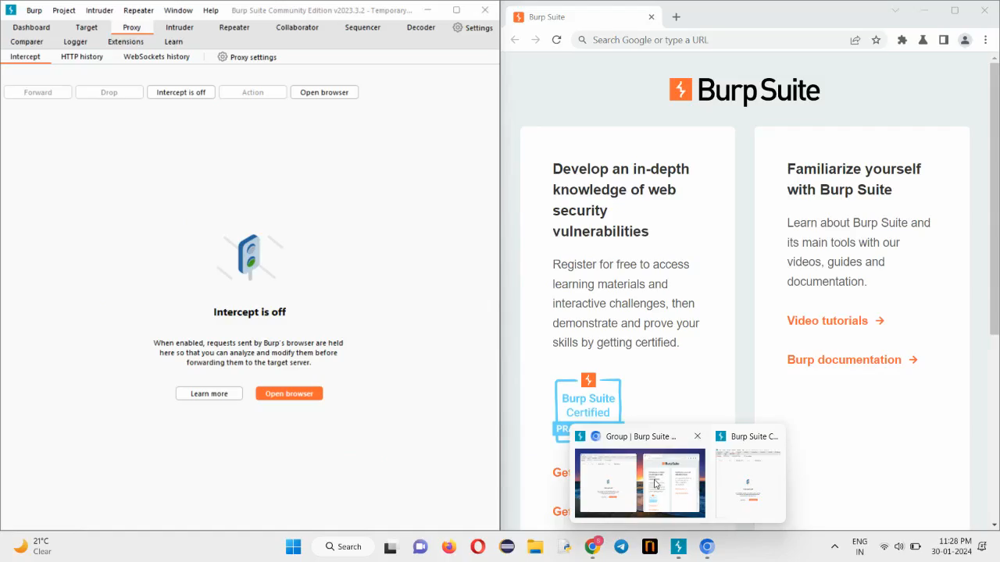 Burp Project Intruder Repeater Window Help Burp Suite Community Edition v2023.3.2 - Temporary...
Dashboard Target Proxy Intruder Repeater Collaborator Sequencer Decoder Settings
Comparer Logger Extensions Learn
Intercept HTTP history WebSockets history Proxy settings
Forward Drop Intercept is off Action Open browser
Intercept is off
When enabled, requests sent by Burp's browser are held
here so that you can analyze and modify them before
forwarding them to the target server.
Learn more Open browser
Burp Suite
Search Google or type a URL
Burp Suite
Develop an in-depth
knowledge of web
security
vulnerabilities
Register for free to access
learning materials and
interactive challenges, then
demonstrate and prove your
skills by getting certified.
Burp Suite
Certified
PR
Get
Get
Familiarize yourself
with Burp Suite
Learn about Burp Suite and
its main tools with our
videos, guides and
documentation.
Video tutorials →
Burp documentation →
Group | Burp Suite ...
Burp Suite C...
21°C
Clear
Search
6
n
ENG
IN
11:28 PM
30-01-2024